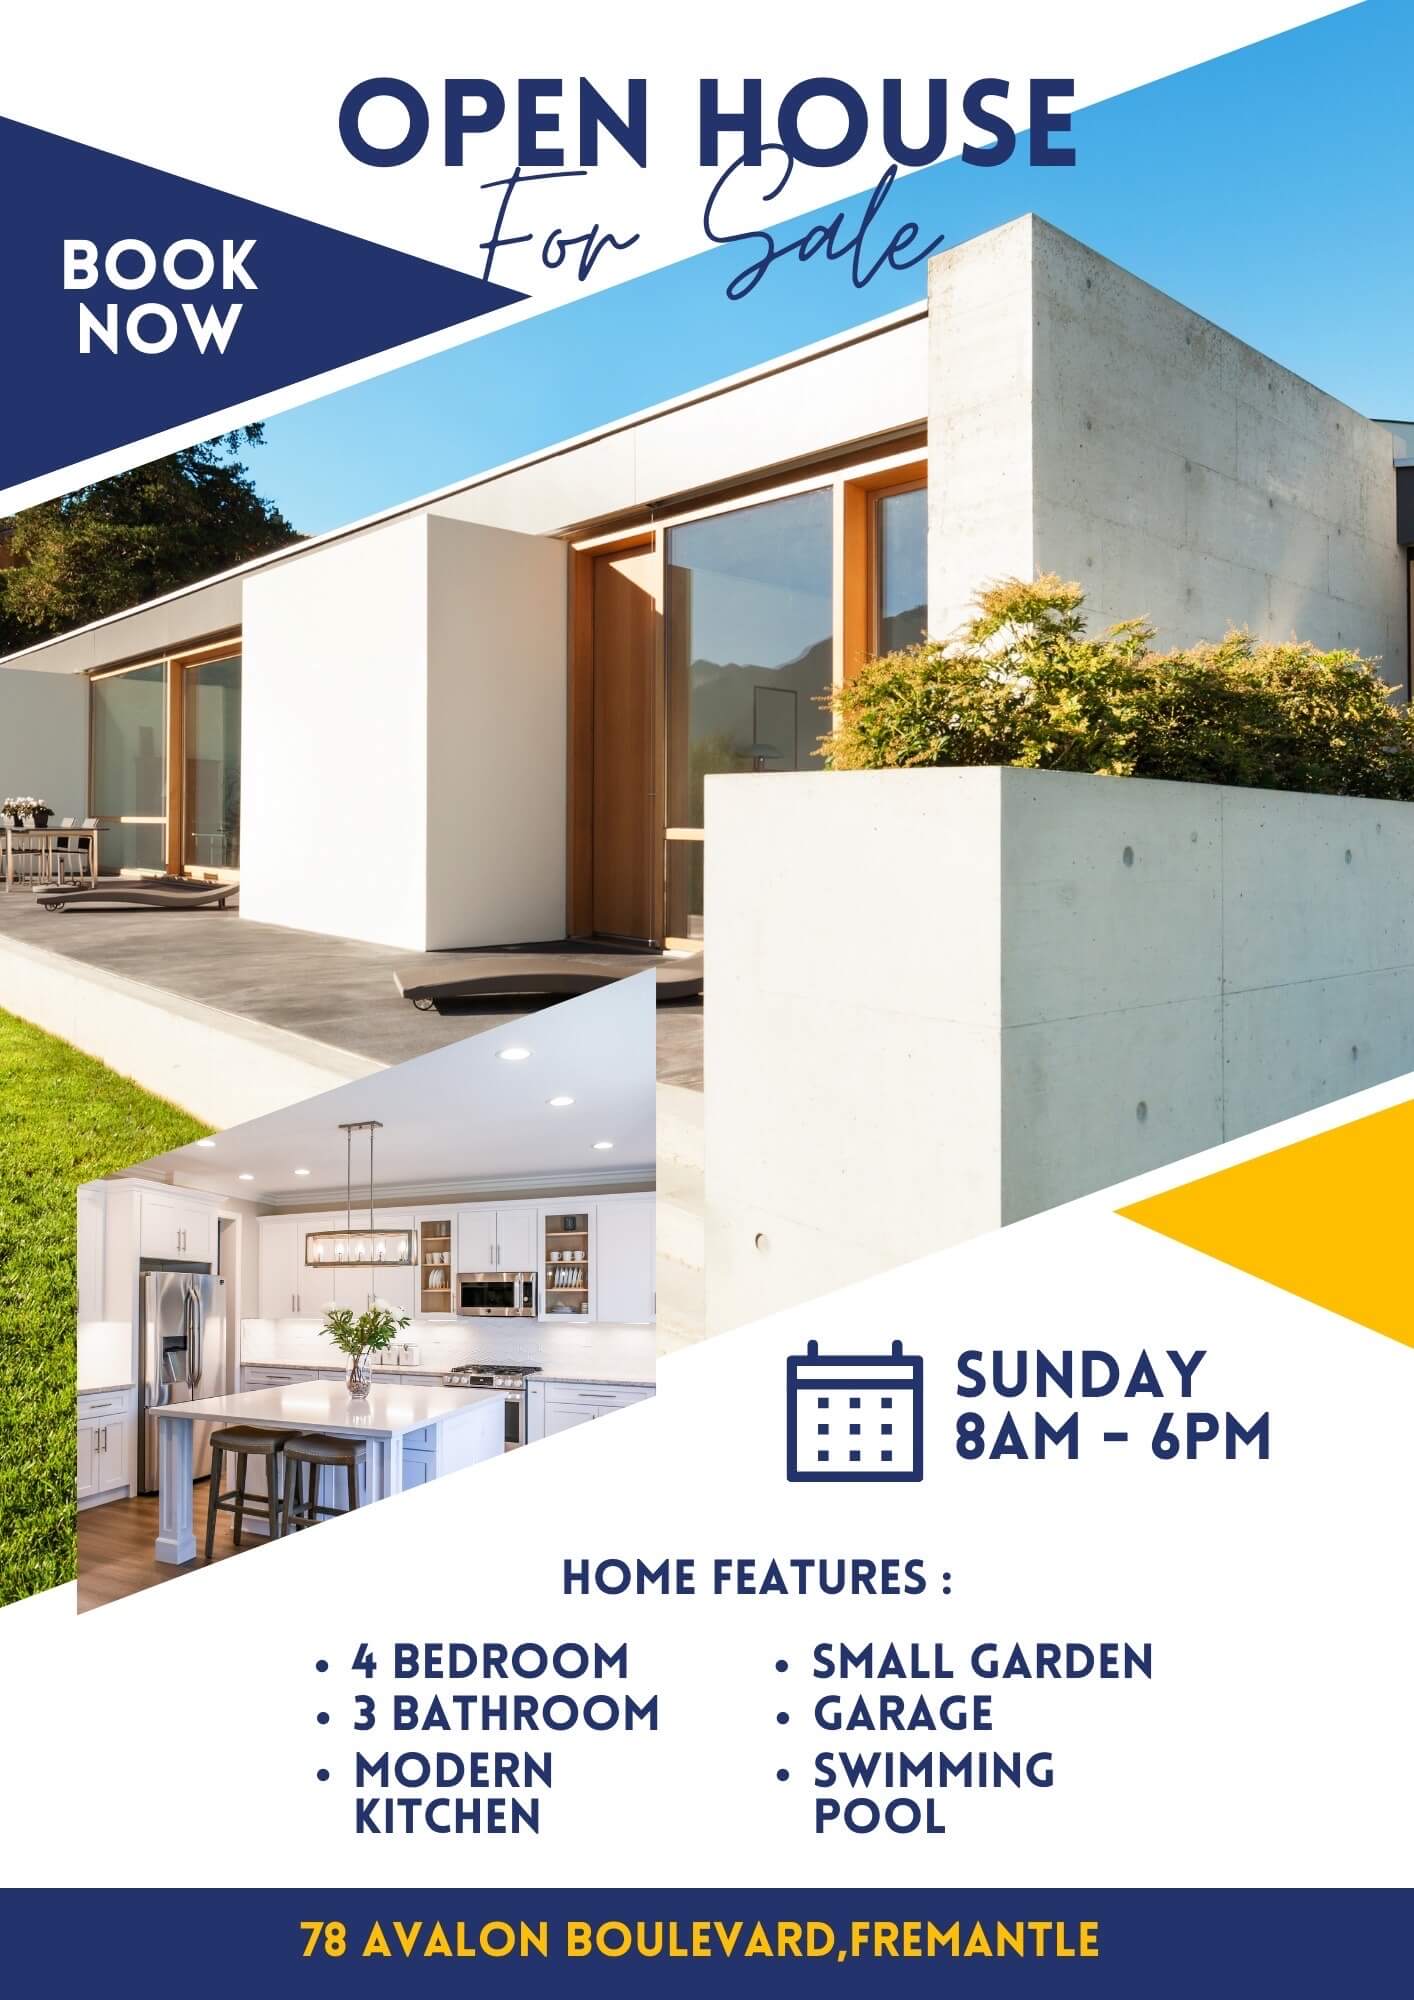 OPEN HOUSE
For Sale
BOOK
NOW
SUNDAY
8AM - 6PM
HOME FEATURES :
• 4 BEDROOM
• 3 BATHROOM
• MODERN
KITCHEN
• SMALL GARDEN
• GARAGE
• SWIMMING
POOL
78 AVALON BOULEVARD,FREMANTLE